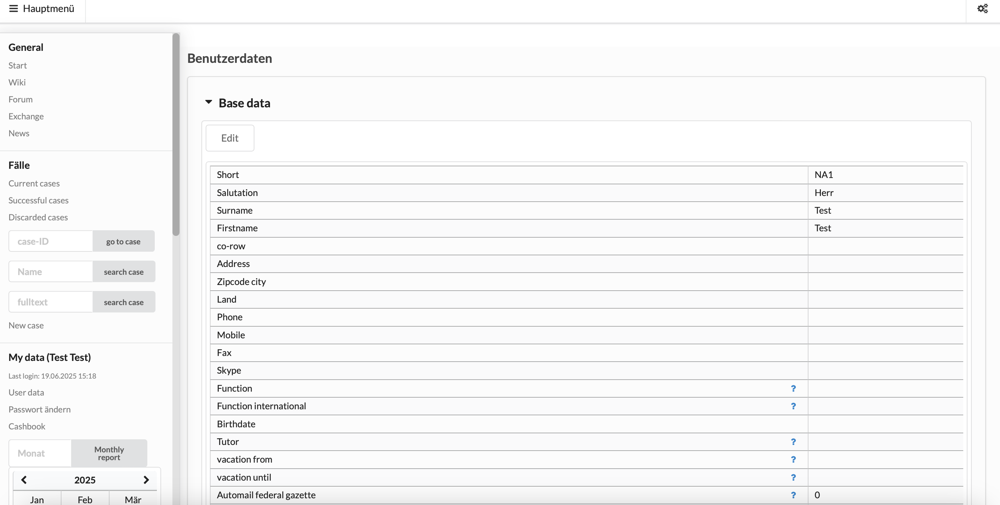 Hauptmenü
General
Start
Wiki
Forum
Exchange
News
Fälle
Current cases
Successful cases
Discarded cases
case-ID go to case
Name search case
fulltext search case
New case
My data (Test Test)
Last login: 19.06.2025 15:18
User data
Passwort ändern
Cashbook
Monat Monthly
report
2025
Jan Feb Mär
Benutzerdaten
Base data
Edit
Short NA1
Salutation Herr
Surname Test
Firstname Test
co-row
Address
Zipcode city
Land
Phone
Mobile
Fax
Skype
Function ?
Function international ?
Birthdate
Tutor ?
vacation from ?
vacation until ?
Automail federal gazette ? 0